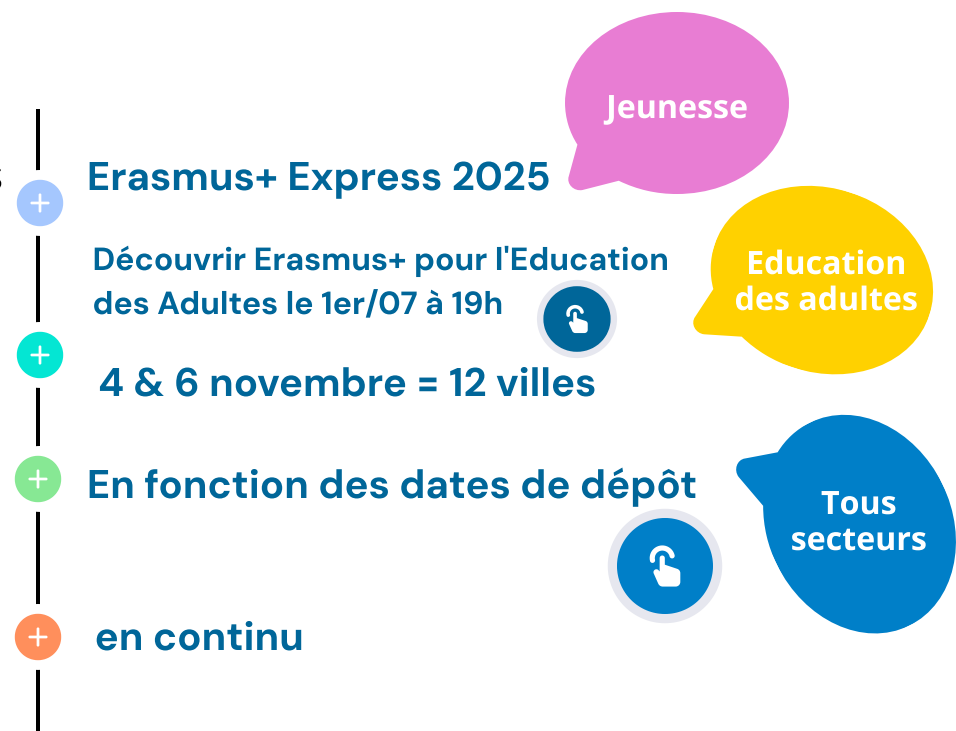 Jeunesse
Erasmus+ Express 2025
Découvrir Erasmus+ pour l'Education
des Adultes le 1er/07 à 19h
Education
des adultes
4 & 6 novembre = 12 villes
En fonction des dates de dépôt
Tous
secteurs
en continu